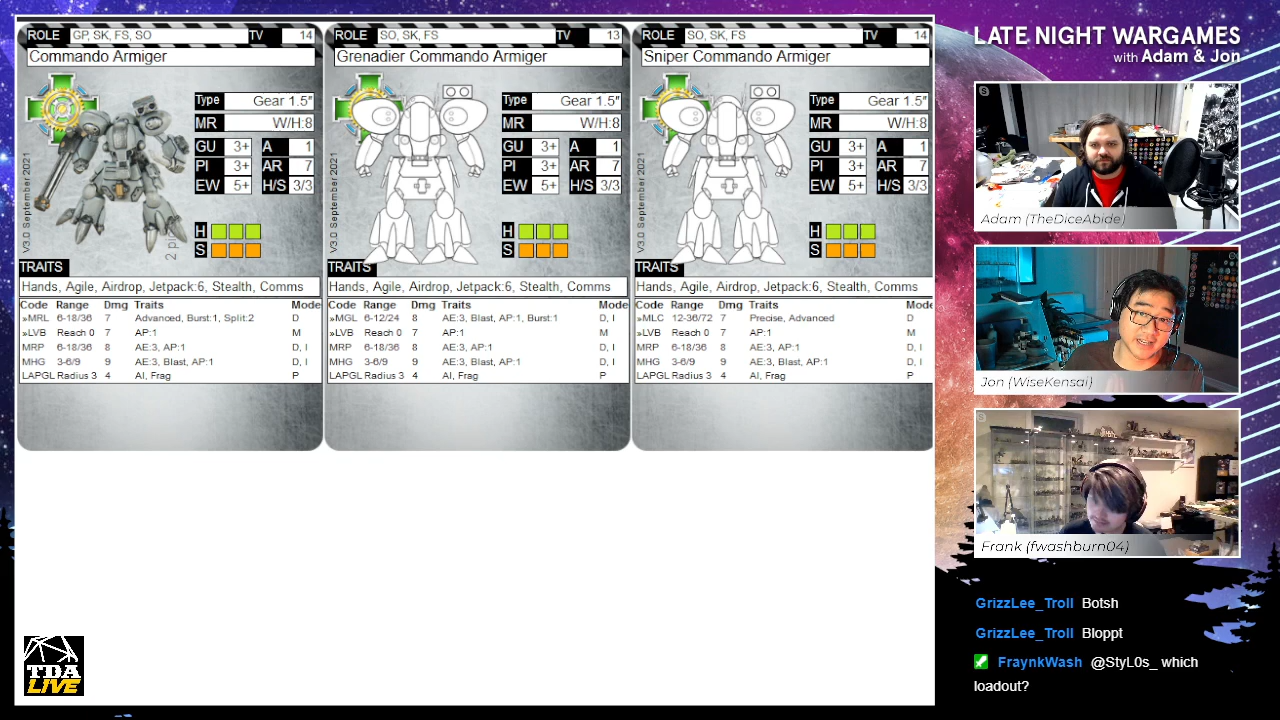 ROLE GP, SK, FS, SO TV 14
Commando Armiger
Type Gear 1.5"
MR W/H:8
GU 3+ A 1
PI 3+ AR 7
EW 5+ H/S 3/3
H
S
V3.0 September 2021
TRAITS
Hands, Agile, Airdrop, Jetpack:6, Stealth, Comms
Code Range Dmg Traits Mode
»MRL 6-18/36 7 Advanced, Burst:1, Split:2 D
»LVB Reach 0 7 AP:1 M
MRP 6-18/36 8 AE:3, AP:1 D, I
MHG 3-6/9 9 AE:3, Blast, AP:1 D, I
LAPGL Radius 3 4 AI, Frag P
ROLE SO, SK, FS TV 13
Grenadier Commando Armiger
Type Gear 1.5"
MR W/H:8
GU 3+ A 1
PI 3+ AR 7
EW 5+ H/S 3/3
H
S
V3.0 September 2021
TRAITS
Hands, Agile, Airdrop, Jetpack:6, Stealth, Comms
Code Range Dmg Traits Mode
»MGL 6-12/24 8 AE:3, Blast, AP:1, Burst:1 D, I
»LVB Reach 0 7 AP:1 M
MRP 6-18/36 8 AE:3, AP:1 D, I
MHG 3-6/9 9 AE:3, Blast, AP:1 D, I
LAPGL Radius 3 4 AI, Frag P
ROLE SO, SK, FS TV 14
Sniper Commando Armiger
Type Gear 1.5"
MR W/H:8
GU 3+ A 1
PI 3+ AR 7
EW 5+ H/S 3/3
H
S
V3.0 September 2021
TRAITS
Hands, Agile, Airdrop, Jetpack:6, Stealth, Comms
Code Range Dmg Traits Mode
»MLC 12-36/72 7 Precise, Advanced D
»LVB Reach 0 7 AP:1 M
MRP 6-18/36 8 AE:3, AP:1 D, I
MHG 3-6/9 9 AE:3, Blast, AP:1 D, I
LAPGL Radius 3 4 AI, Frag P
TDA
LIVE
LATE NIGHT WARGAMES
with Adam & Jon
Adam (TheDiceAbide)
Jon (WiseKensai)
Frank (fwashburn04)
GrizzLee_Troll Botsh
GrizzLee_Troll Bloppt
FraynkWash @StyL0s_ which
loadout?